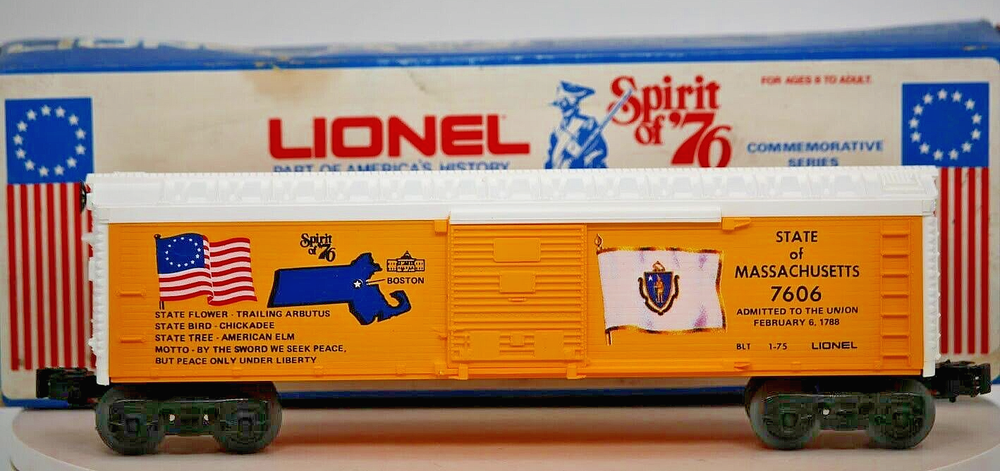 FOR AGES 8 TO ADULT.
LIONEL
PART OF AMERICA'S HISTORY
Spirit
of '76
COMMEMORATIVE
SERIES
Spirit
of '76
BOSTON
STATE FLOWER - TRAILING ARBUTUS
STATE BIRD - CHICKADEE
STATE TREE - AMERICAN ELM
MOTTO - BY THE SWORD WE SEEK PEACE,
BUT PEACE ONLY UNDER LIBERTY
STATE
of
MASSACHUSETTS
7606
ADMITTED TO THE UNION
FEBRUARY 6, 1788
BLT 1-75 LIONEL